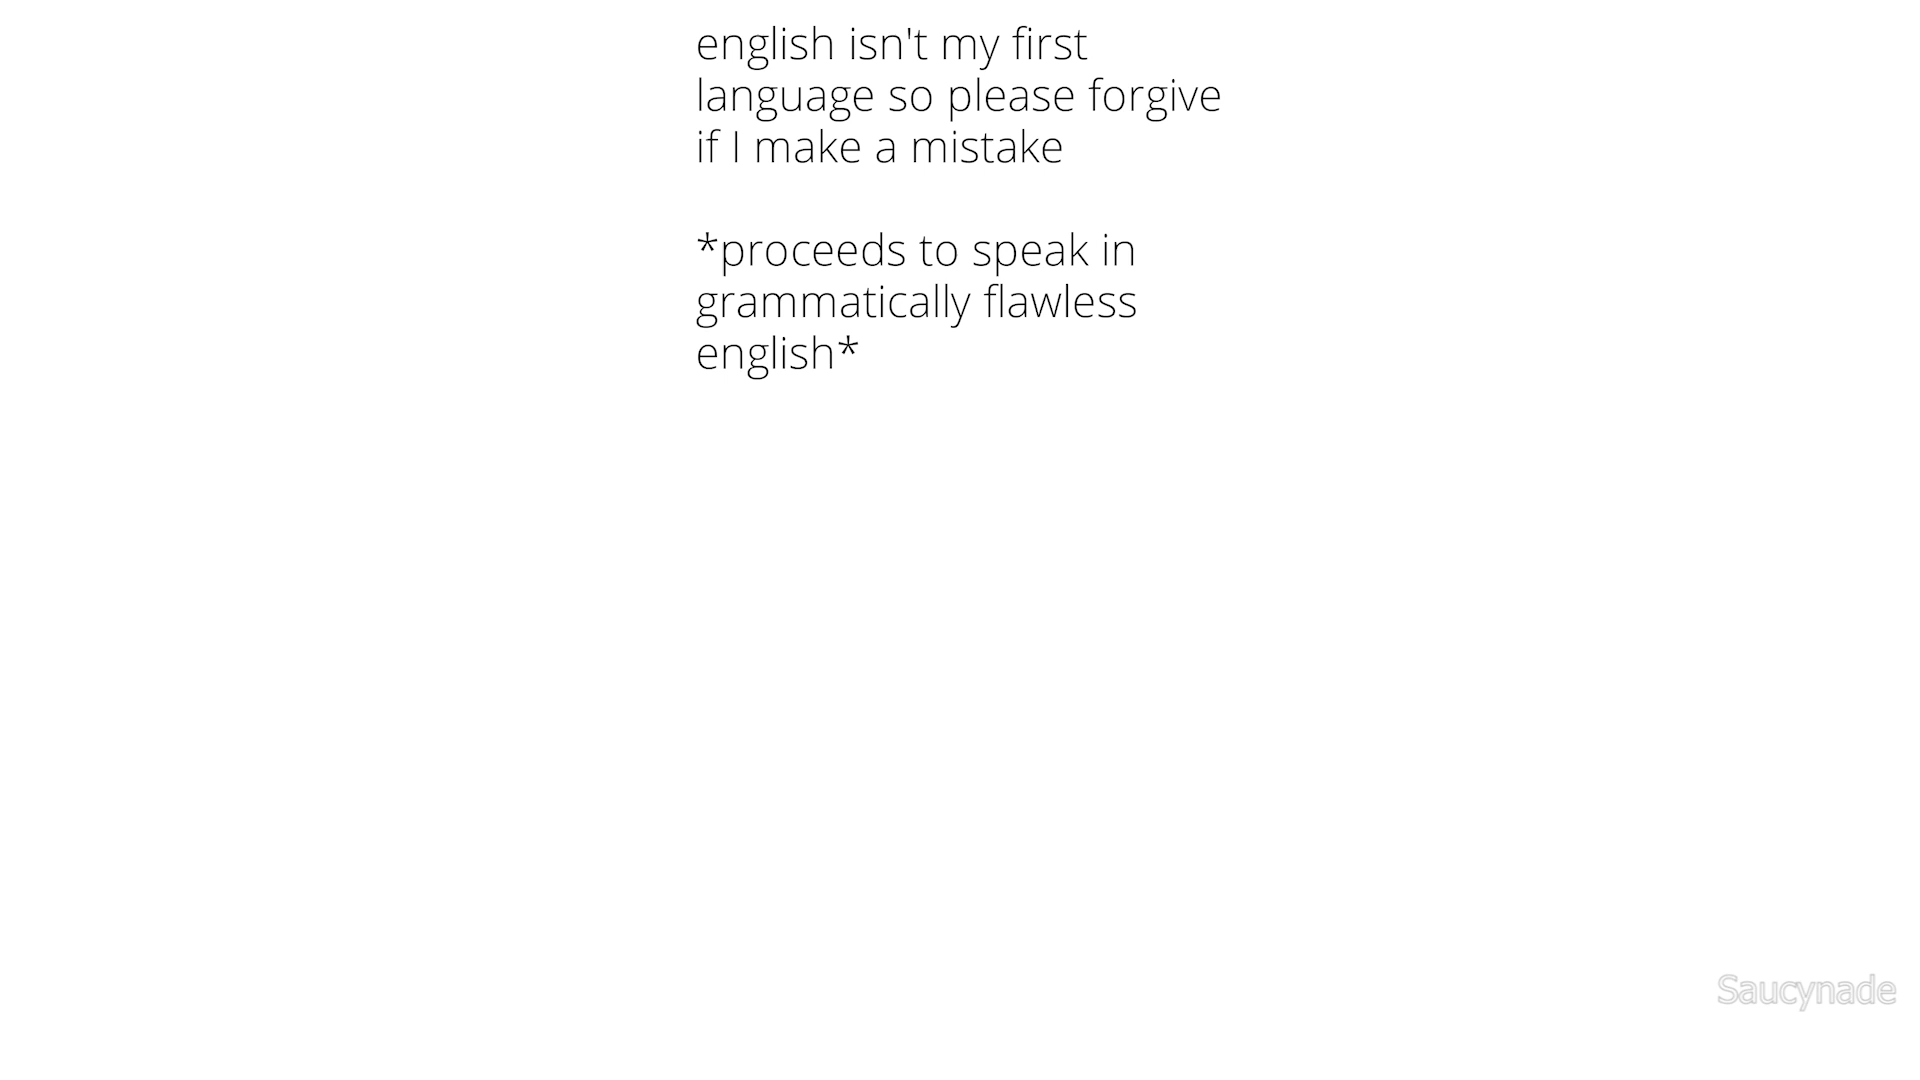 english isn't my first
language so please forgive
if I make a mistake
*proceeds to speak in
grammatically flawless
english*
Saucynade